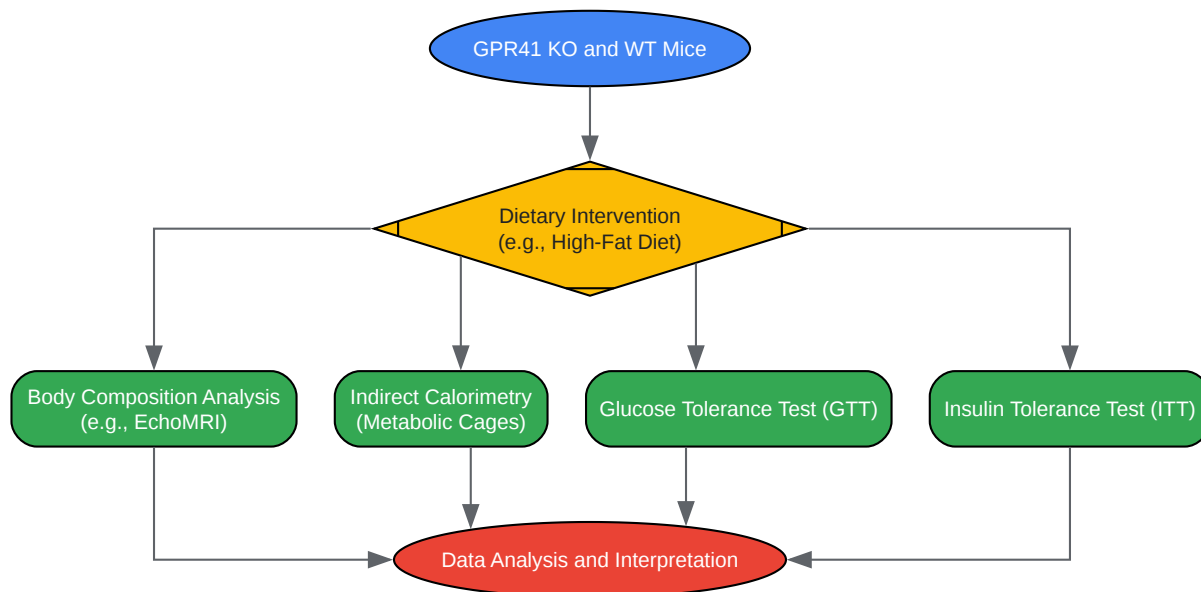 GPR41 KO and WT Mice
Dietary Intervention
(e.g., High-Fat Diet)
Body Composition Analysis
(e.g., EchoMRI)
Indirect Calorimetry
(Metabolic Cages)
Glucose Tolerance Test (GTT)
Insulin Tolerance Test (ITT)
Data Analysis and Interpretation